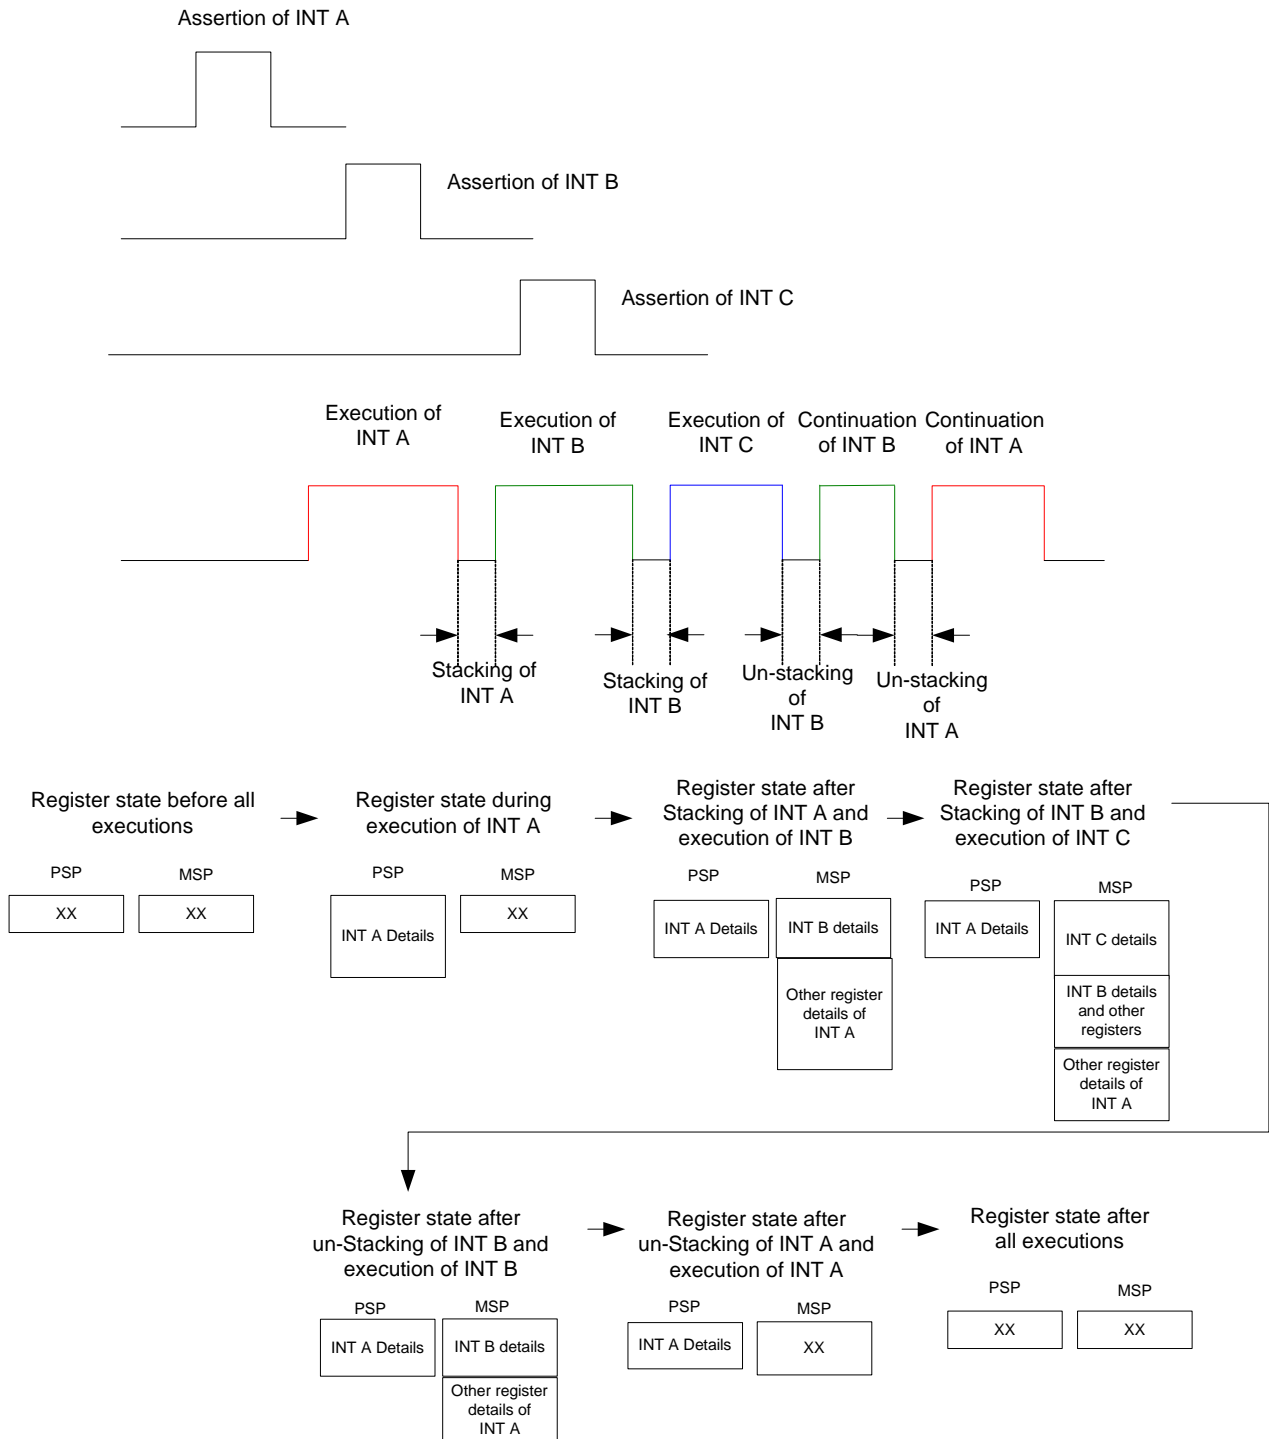 Assertion of INT A
Assertion of INT B
Assertion of INT C
Execution of
INT A
Execution of
INT B
Execution of
INT C
Continuation
of INT B
Continuation
of INT A
Stacking of
INT A
Stacking of
INT B
Un-stacking
of
INT B
Un-stacking
of
INT A
Register state before all
executions
PSP
MSP
XX
XX
Register state during
execution of INT A
PSP
MSP
INT A Details
XX
Register state after
Stacking of INT A and
execution of INT B
PSP
MSP
INT A Details
INT B details
Other register
details of
INT A
Register state after
Stacking of INT B and
execution of INT C
PSP
MSP
INT A Details
INT C details
INT B details
and other
registers
Other register
details of
INT A
Register state after
un-Stacking of INT B and
execution of INT B
PSP
MSP
INT A Details
INT B details
Other register
details of
INT A
Register state after
un-Stacking of INT A and
execution of INT A
PSP
MSP
INT A Details
XX
Register state after
all executions
PSP
MSP
XX
XX